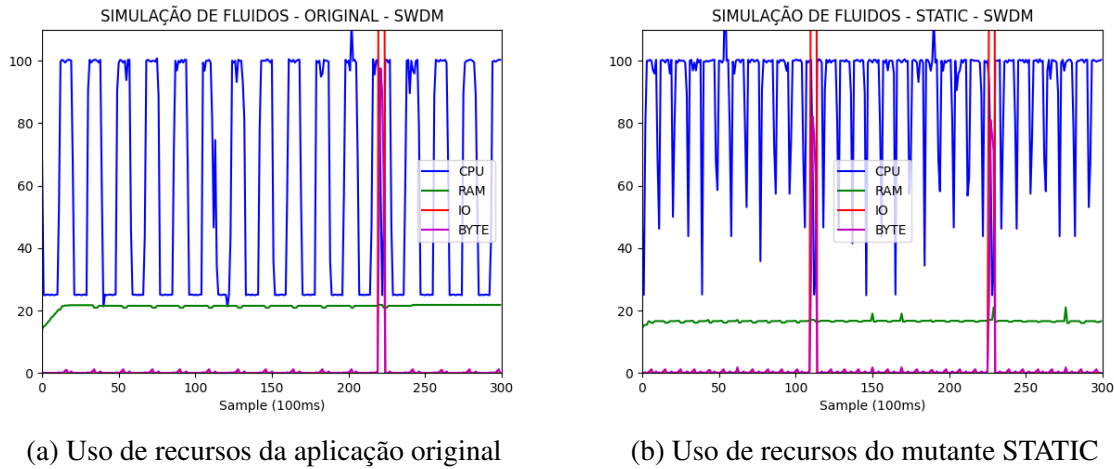 SIMULAÇÃO DE FLUIDOS - ORIGINAL - SWDM
100
80
60
40
20
0
CPU
RAM
IO
BYTE
0 50 100 150 200 250 300
Sample (100ms)
(a) Uso de recursos da aplicação original
SIMULAÇÃO DE FLUIDOS - STATIC - SWDM
100
80
60
40
20
0
CPU
RAM
IO
BYTE
0 50 100 150 200 250 300
Sample (100ms)
(b) Uso de recursos do mutante STATIC